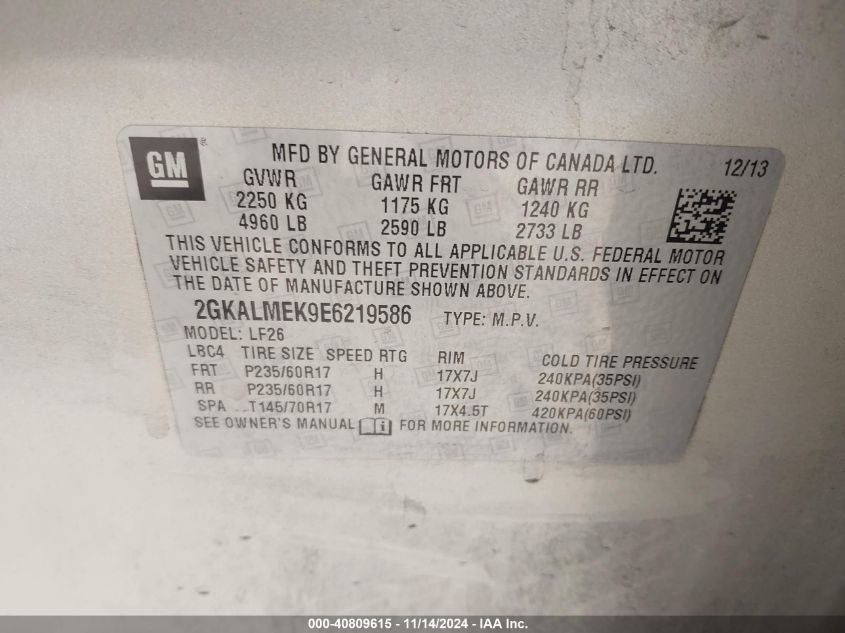 GM ®
MFD BY GENERAL MOTORS OF CANADA LTD. 12/13
GVWR GAWR FRT GAWR RR
2250 KG 1175 KG 1240 KG
4960 LB 2590 LB 2733 LB
THIS VEHICLE CONFORMS TO ALL APPLICABLE U.S. FEDERAL MOTOR
VEHICLE SAFETY AND THEFT PREVENTION STANDARDS IN EFFECT ON
THE DATE OF MANUFACTURE SHOWN ABOVE.
2GKALMEK9E6219586 TYPE: M.P.V.
MODEL: LF26
LBC4 TIRE SIZE SPEED RTG RIM COLD TIRE PRESSURE
FRT P235/60R17 H 17X7J 240KPA(35PSI)
RR P235/60R17 H 17X7J 240KPA(35PSI)
SPA ..T145/70R17 M 17X4.5T 420KPA(60PSI)
SEE OWNER'S MANUAL i FOR MORE INFORMATION.
000-40809615 - 11/14/2024 - IAA Inc.